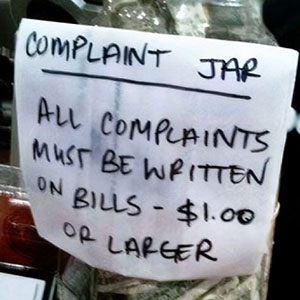 COMPLAINT JAR
ALL COMPLAINTS
MUST BE WRITTEN
ON BILLS - $1.00
OR LARGER